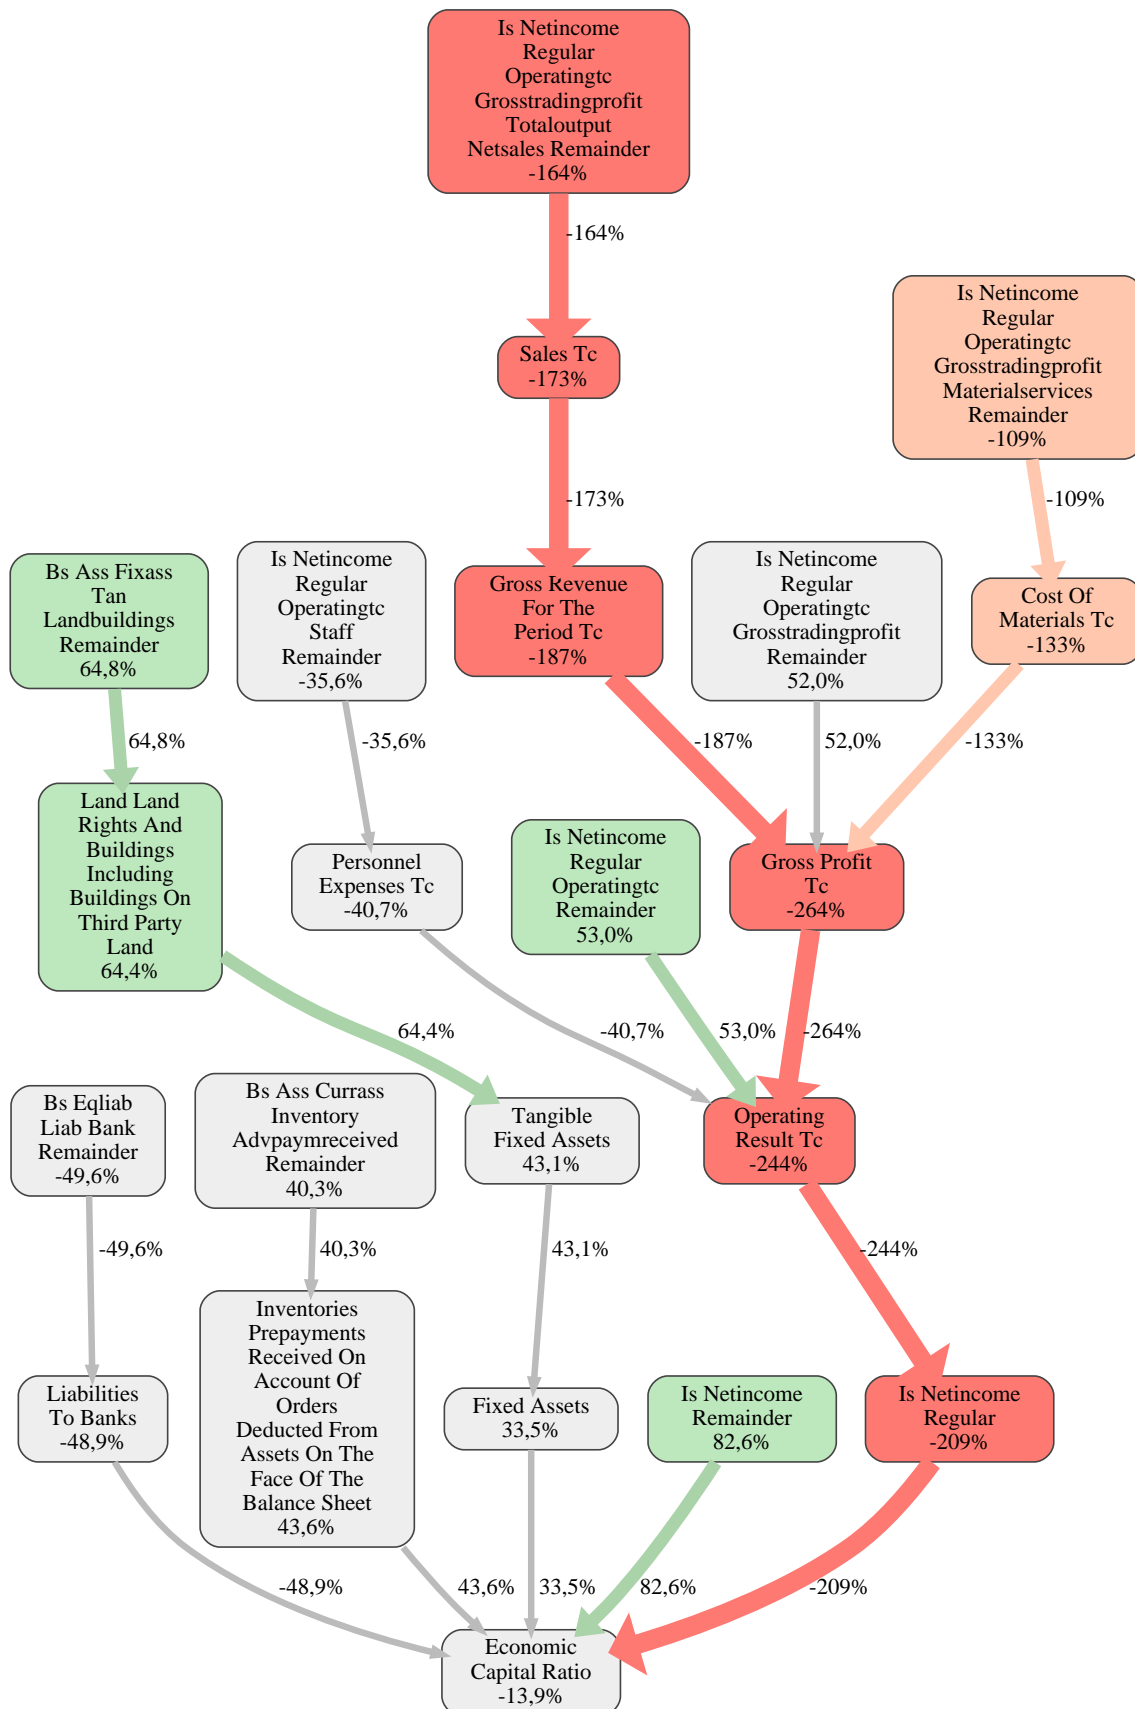 Is Netincome
Regular
Operatingtc
Grosstradingprofit
Totaloutput
Netsales Remainder
-164%
-164%
Is Netincome
Regular
Operatingtc
Grosstradingprofit
Materialservices
Remainder
-109%
Sales Tc
-173%
-173%
-109%
Bs Ass Fixass
Tan
Landbuildings
Remainder
64,8%
Is Netincome
Regular
Operatingtc
Staff
Remainder
-35,6%
Gross Revenue
For The
Period Tc
-187%
Is Netincome
Regular
Operatingtc
Grosstradingprofit
Remainder
52,0%
Cost Of
Materials Tc
-133%
64,8%
-35,6%
-187%
52,0%
-133%
Land Land
Rights And
Buildings
Including
Buildings On
Third Party
Land
64,4%
Personnel
Expenses Tc
-40,7%
Is Netincome
Regular
Operatingtc
Remainder
53,0%
Gross Profit
Tc
-264%
64,4%
-40,7%
53,0%
-264%
Bs Eqliab
Liab Bank
Remainder
-49,6%
Bs Ass Currass
Inventory
Advpaymreceived
Remainder
40,3%
Tangible
Fixed Assets
43,1%
Operating
Result Tc
-244%
-49,6%
40,3%
43,1%
-244%
Liabilities
To Banks
-48,9%
Inventories
Prepayments
Received On
Account Of
Orders
Deducted From
Assets On The
Face Of The
Balance Sheet
43,6%
Fixed Assets
33,5%
Is Netincome
Remainder
82,6%
Is Netincome
Regular
-209%
-48,9%
43,6%
33,5%
82,6%
-209%
Economic
Capital Ratio
-13,9%